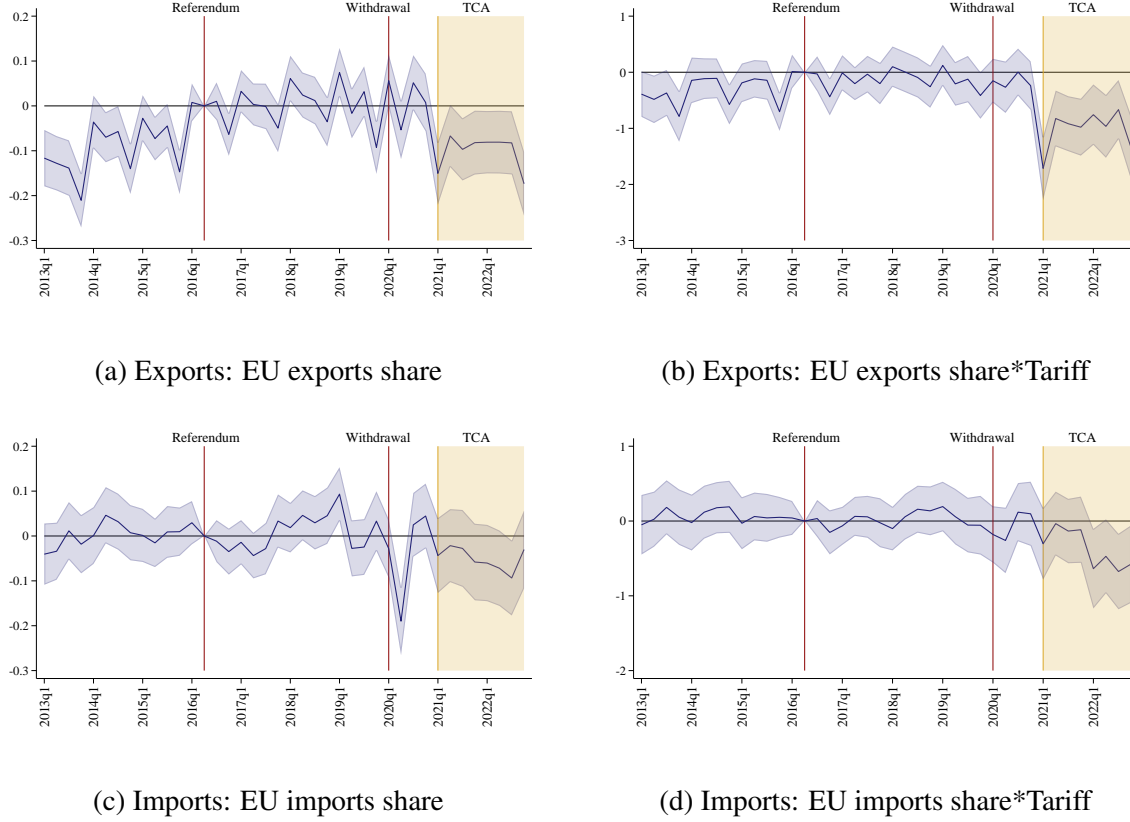 Referendum Withdrawal TCA
0.2
0.1
0
-0.1
-0.2
-0.3
2013q1 2014q1 2015q1 2016q1 2017q1 2018q1 2019q1 2020q1 2021q1 2022q1
(a) Exports: EU exports share
Referendum Withdrawal TCA
1
0
-1
-2
-3
2013q1 2014q1 2015q1 2016q1 2017q1 2018q1 2019q1 2020q1 2021q1 2022q1
(b) Exports: EU exports share*Tariff
Referendum Withdrawal TCA
0.2
0.1
0
-0.1
-0.2
-0.3
2013q1 2014q1 2015q1 2016q1 2017q1 2018q1 2019q1 2020q1 2021q1 2022q1
(c) Imports: EU imports share
Referendum Withdrawal TCA
1
0
-1
-2
2013q1 2014q1 2015q1 2016q1 2017q1 2018q1 2019q1 2020q1 2021q1 2022q1
(d) Imports: EU imports share*Tariff